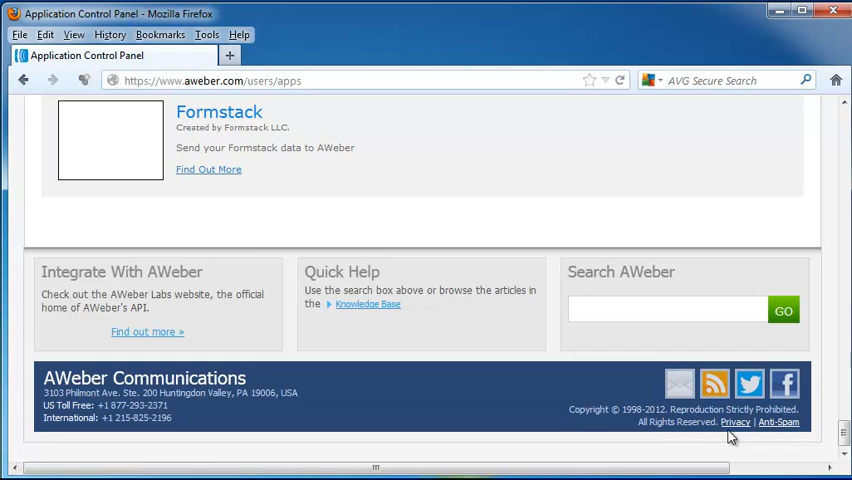 Application Control Panel - Mozilla Firefox
File Edit View History Bookmarks Tools Help
Application Control Panel
https://www.aweber.com/users/apps
AVG Secure Search
Formstack
Created by Formstack LLC.
Send your Formstack data to AWeber
Find Out More
Integrate With AWeber
Check out the AWeber Labs website, the official
home of AWeber's API.
Find out more »
Quick Help
Use the search box above or browse the articles in
the Knowledge Base
Search AWeber
GO
AWeber Communications
3103 Philmont Ave. Ste. 200 Huntingdon Valley, PA 19006, USA
US Toll Free: +1 877-293-2371
International: +1 215-825-2196
Copyright © 1998-2012. Reproduction Strictly Prohibited.
All Rights Reserved. Privacy | Anti-Spam